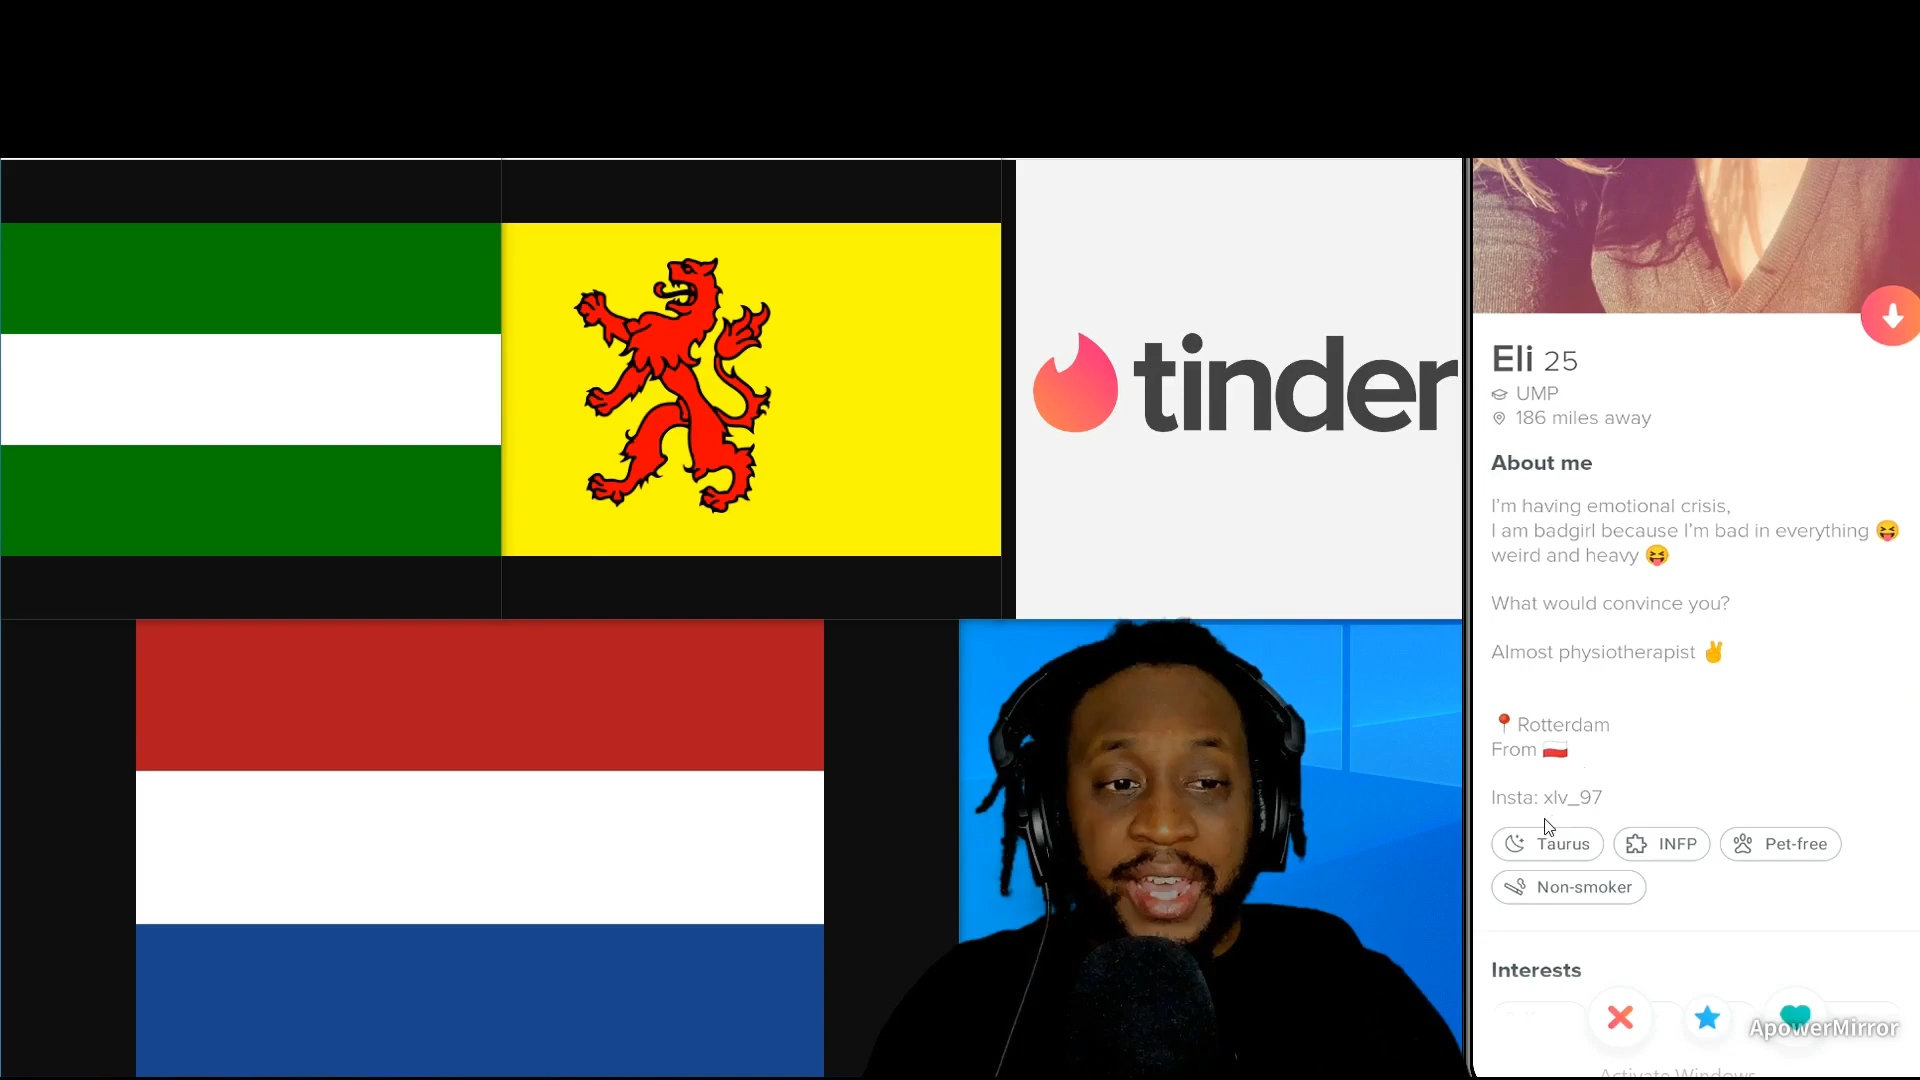 tinder
Eli 25
UMP
186 miles away
About me
I'm having emotional crisis,
I am badgirl because I'm bad in everything 😝
weird and heavy 😝
What would convince you?
Almost physiotherapist ✌
📍 Rotterdam
From 🇵🇱
Insta: xlv_97
Taurus
INFP
Pet-free
Non-smoker
Interests
ApowerMirror
Activate Windows